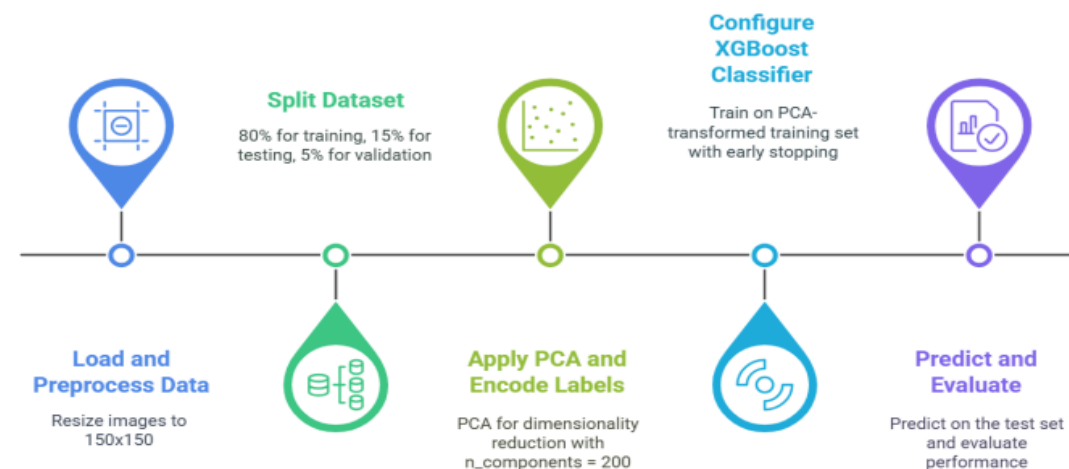 Load and
Preprocess Data
Resize images to
150x150
Split Dataset
80% for training, 15% for
testing, 5% for validation
Apply PCA and
Encode Labels
PCA for dimensionality
reduction with
n_components = 200
Configure
XGBoost
Classifier
Train on PCA-
transformed training set
with early stopping
Predict and
Evaluate
Predict on the test set
and evaluate
performance